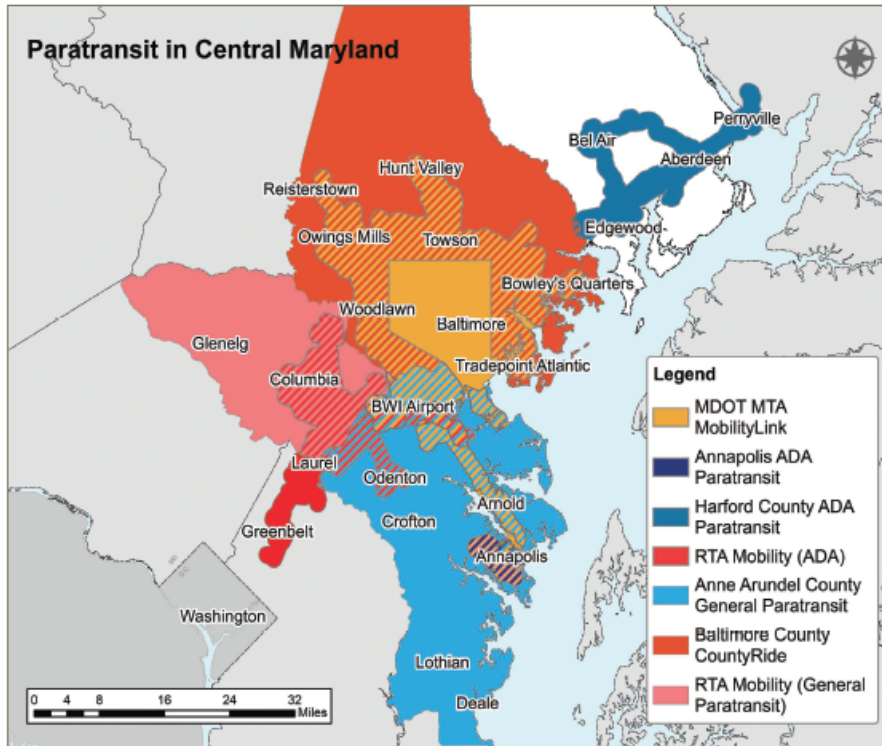 Paratransit in Central Maryland
Perryville
Bel Air
Aberdeen
Hunt Valley
Reisterstown
Edgewood
Owings Mills
Towson
Bowley's Quarters
Woodlawn
Baltimore
Glenelg
Tradepoint Atlantic
Columbia
BWI Airport
Laurel
Odenton
Arnold
Crofton
Greenbelt
Annapolis
Washington
Lothian
Deale
0 4 8 16 24 32
Miles
Legend
MDOT MTA
MobilityLink
Annapolis ADA
Paratransit
Harford County ADA
Paratransit
RTA Mobility (ADA)
Anne Arundel County
General Paratransit
Baltimore County
CountyRide
RTA Mobility (General
Paratransit)